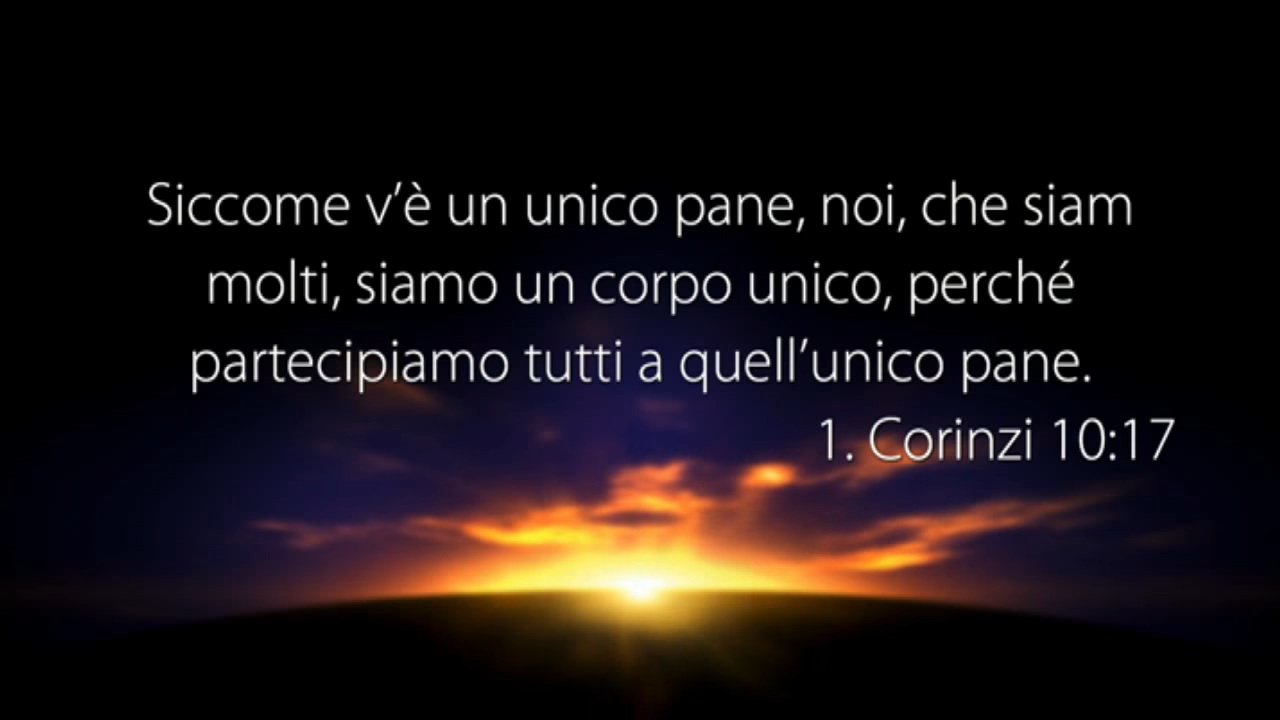 Siccome v’è un unico pane, noi, che siam
molti, siamo un corpo unico, perché
partecipiamo tutti a quell’unico pane.
1. Corinzi 10:17